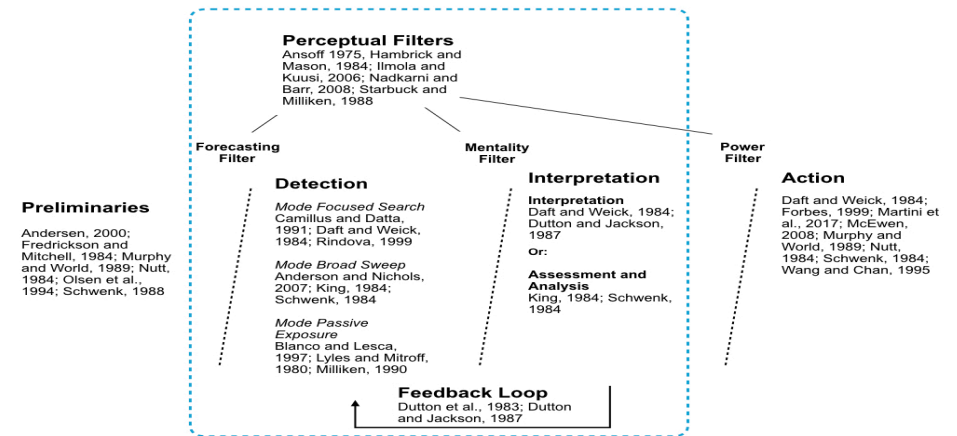 Perceptual Filters
Ansoff 1975, Hambrick and
Mason, 1984; Ilmola and
Kuusi, 2006; Nadkarni and
Barr, 2008; Starbuck and
Milliken, 1988
Forecasting
Filter
Mentality
Filter
Power
Filter
Preliminaries
Andersen, 2000;
Fredrickson and
Mitchell, 1984; Murphy
and World, 1989; Nutt,
1984; Olsen et al.,
1994; Schwenk, 1988
Detection
Mode Focused Search
Camillus and Datta,
1991; Daft and Weick,
1984; Rindova, 1999
Mode Broad Sweep
Anderson and Nichols,
2007; King, 1984;
Schwenk, 1984
Mode Passive
Exposure
Blanco and Lesca,
1997; Lyles and Mitroff,
1980; Milliken, 1990
Interpretation
Interpretation
Daft and Weick, 1984;
Dutton and Jackson,
1987
Or:
Assessment and
Analysis
King, 1984; Schwenk,
1984
Action
Daft and Weick, 1984;
Forbes, 1999; Martini et
al., 2017; McEwen,
2008; Murphy and
World, 1989; Nutt,
1984; Schwenk, 1984;
Wang and Chan, 1995
Feedback Loop
Dutton et al., 1983; Dutton
and Jackson, 1987